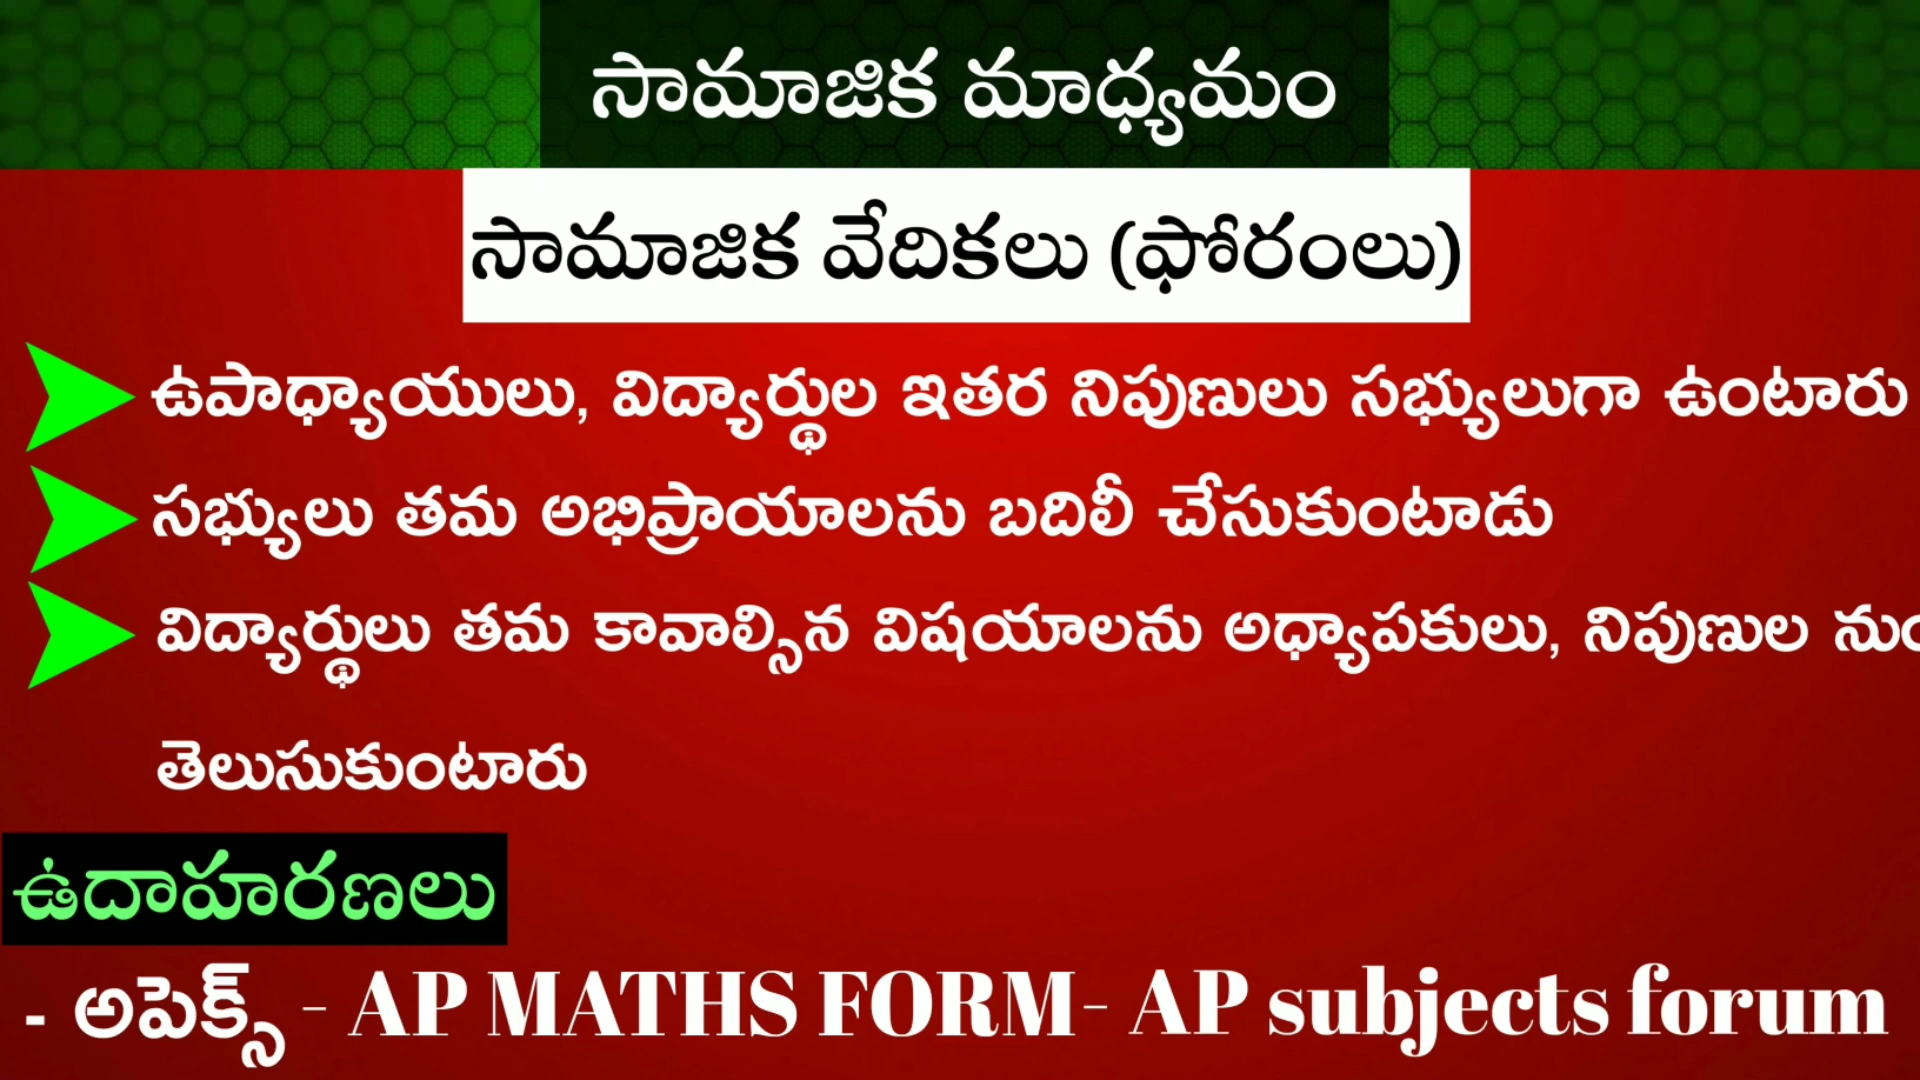 సామాజిక మాధ్యమం
సామాజిక వేదికలు (ఫోరంలు)
ఉపాధ్యాయులు, విద్యార్థుల ఇతర నిపుణులు సభ్యులుగా ఉంటారు
సభ్యులు తమ అభిప్రాయాలను బదిలీ చేసుకుంటాడు
విద్యార్థులు తమ కావాల్సిన విషయాలను అధ్యాపకులు, నిపుణుల
తెలుసుకుంటారు
ఉదాహరణలు
- అపెక్స్ - AP MATHS FORM- AP subjects forum